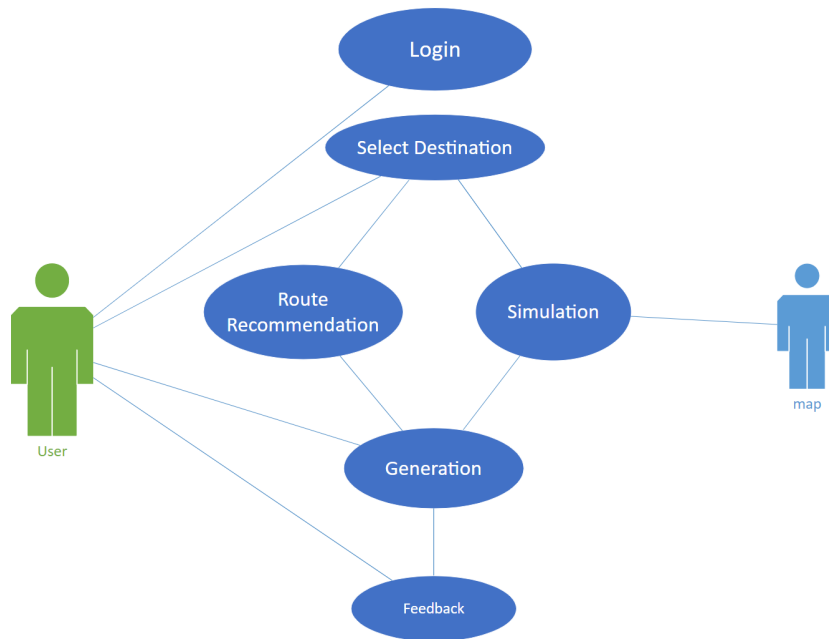 Login
Select Destination
Route
Recommendation
Simulation
User
map
Generation
Feedback